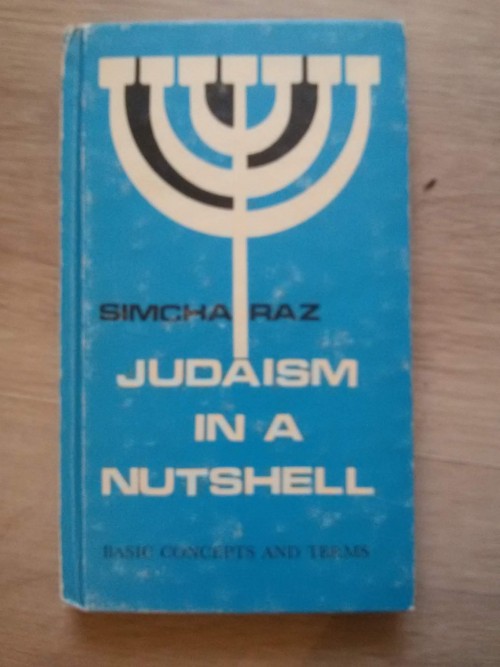 SIMCHA RAZ
JUDAISM
IN A
NUTSHELL
BASIC CONCEPTS AND TERMS